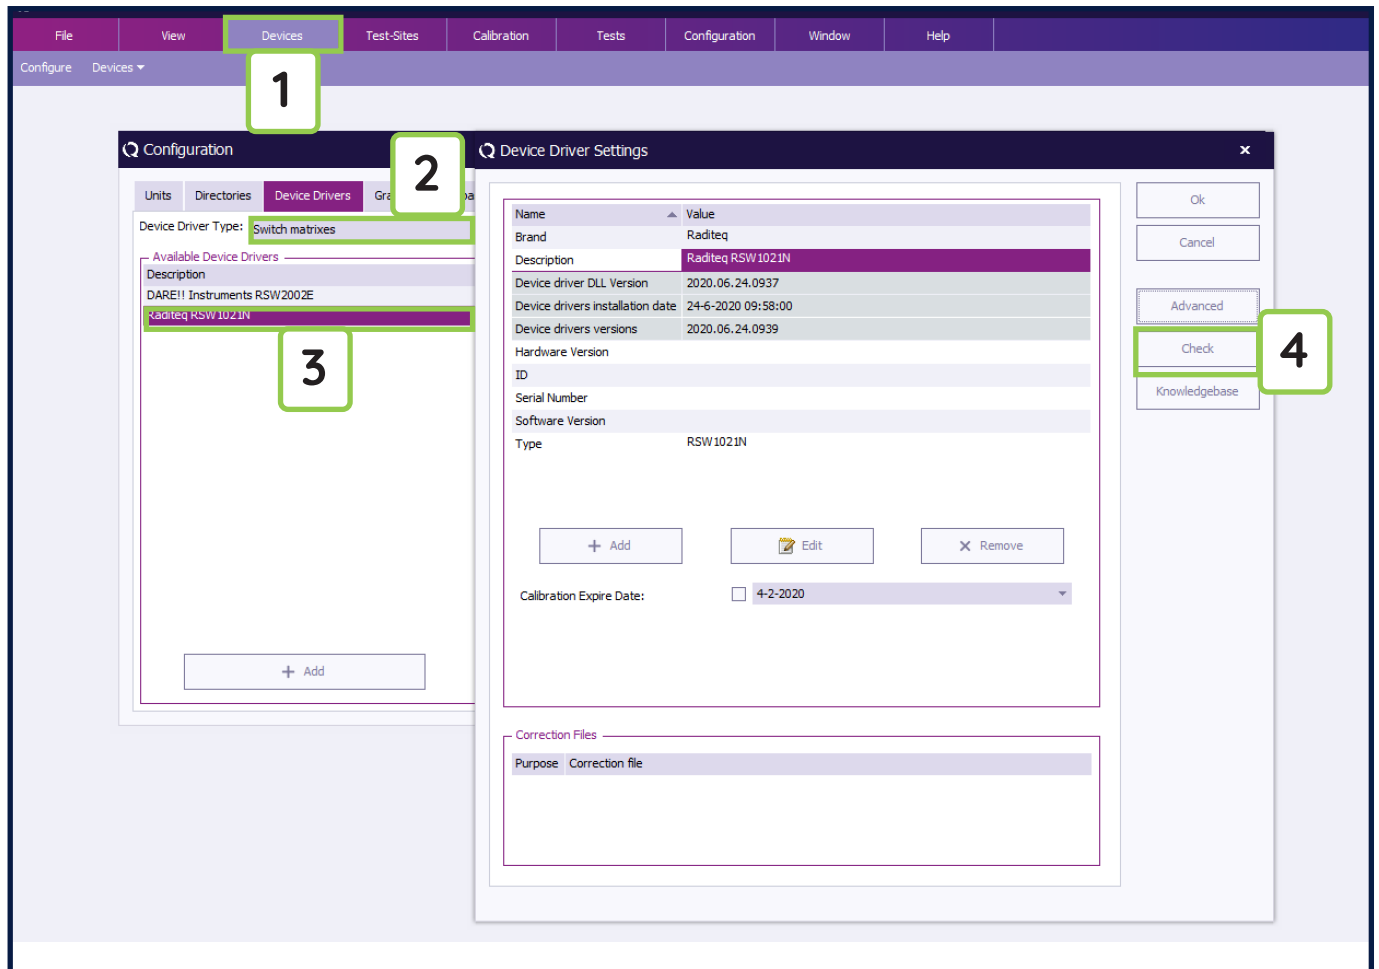 File View Devices Test-Sites Calibration Tests Configuration Window Help
Configure Devices
1
Configuration
2
Units Directories Device Drivers Gra
Device Driver Type: Switch matrixes
Available Device Drivers
Description
DARE!! Instruments RSW2002E
Raditeq RSW1021N
3
+ Add
Device Driver Settings x
Name Value
Brand Raditeq
Description Raditeq RSW1021N
Device driver DLL Version 2020.06.24.0937
Device drivers installation date 24-6-2020 09:58:00
Device drivers versions 2020.06.24.0939
Hardware Version
ID
Serial Number
Software Version
Type RSW1021N
+ Add Edit X Remove
Calibration Expire Date: 4-2-2020
Correction Files
Purpose Correction file
Ok
Cancel
Advanced
Check
4
Knowledgebase